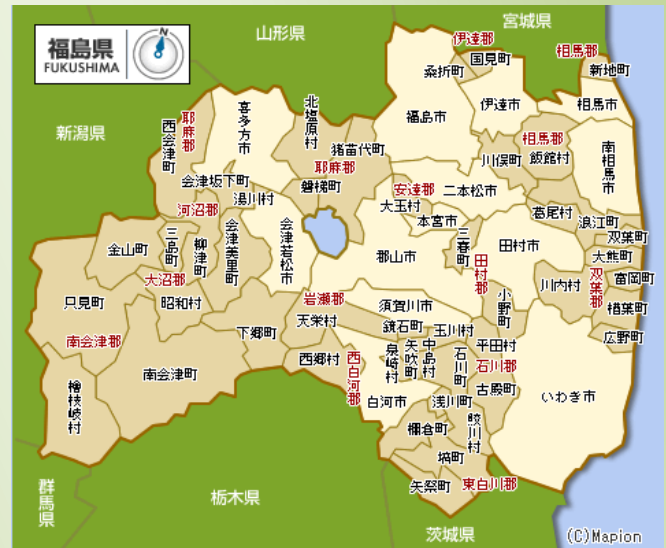 福島県
FUKUSHIMA
N
山形県
宮城県
新潟県
群馬県
栃木県
茨城県
伊達郡
国見町
桑折町
相馬郡
新地町
相馬市
伊達市
福島市
喜多方市
北塩原村
耶麻郡
西会津町
猪苗代町
耶麻郡
磐梯町
相馬郡
飯館村
川俣町
南相馬市
会津坂下町
湯川村
河沼郡
安達郡
二本松市
大玉村
本宮市
葛尾村
浪江町
双葉町
大熊町
双葉郡
富岡町
川内村
楢葉町
広野町
金山町
三島町
柳津町
会津美里町
会津若松市
郡山市
三春町
田村市
田村郡
小野町
大沼郡
昭和村
只見町
南会津郡
南会津町
檜枝岐村
下郷町
岩瀬郡
天栄村
須賀川市
鏡石町
玉川村
平田村
西郷村
西白河郡
泉崎村
矢吹町
中島村
石川町
石川郡
古殿町
白河市
浅川町
鮫川村
棚倉町
塙町
矢祭町
東白川郡
いわき市
(C)Mapion